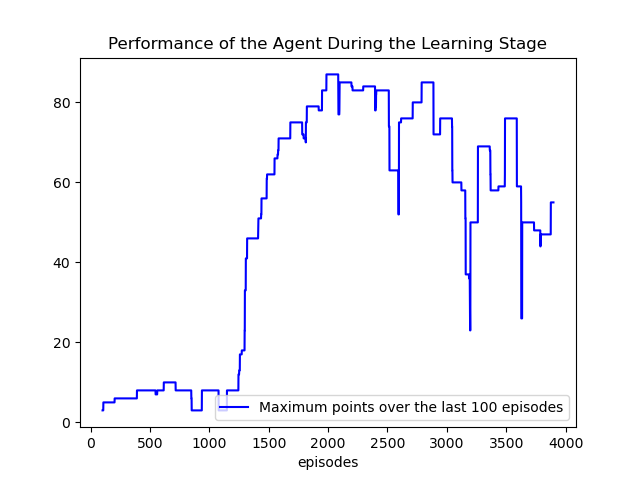 Performance of the Agent During the Learning Stage
80
60
40
20
0
Maximum points over the last 100 episodes
0 500 1000 1500 2000 2500 3000 3500 4000
episodes